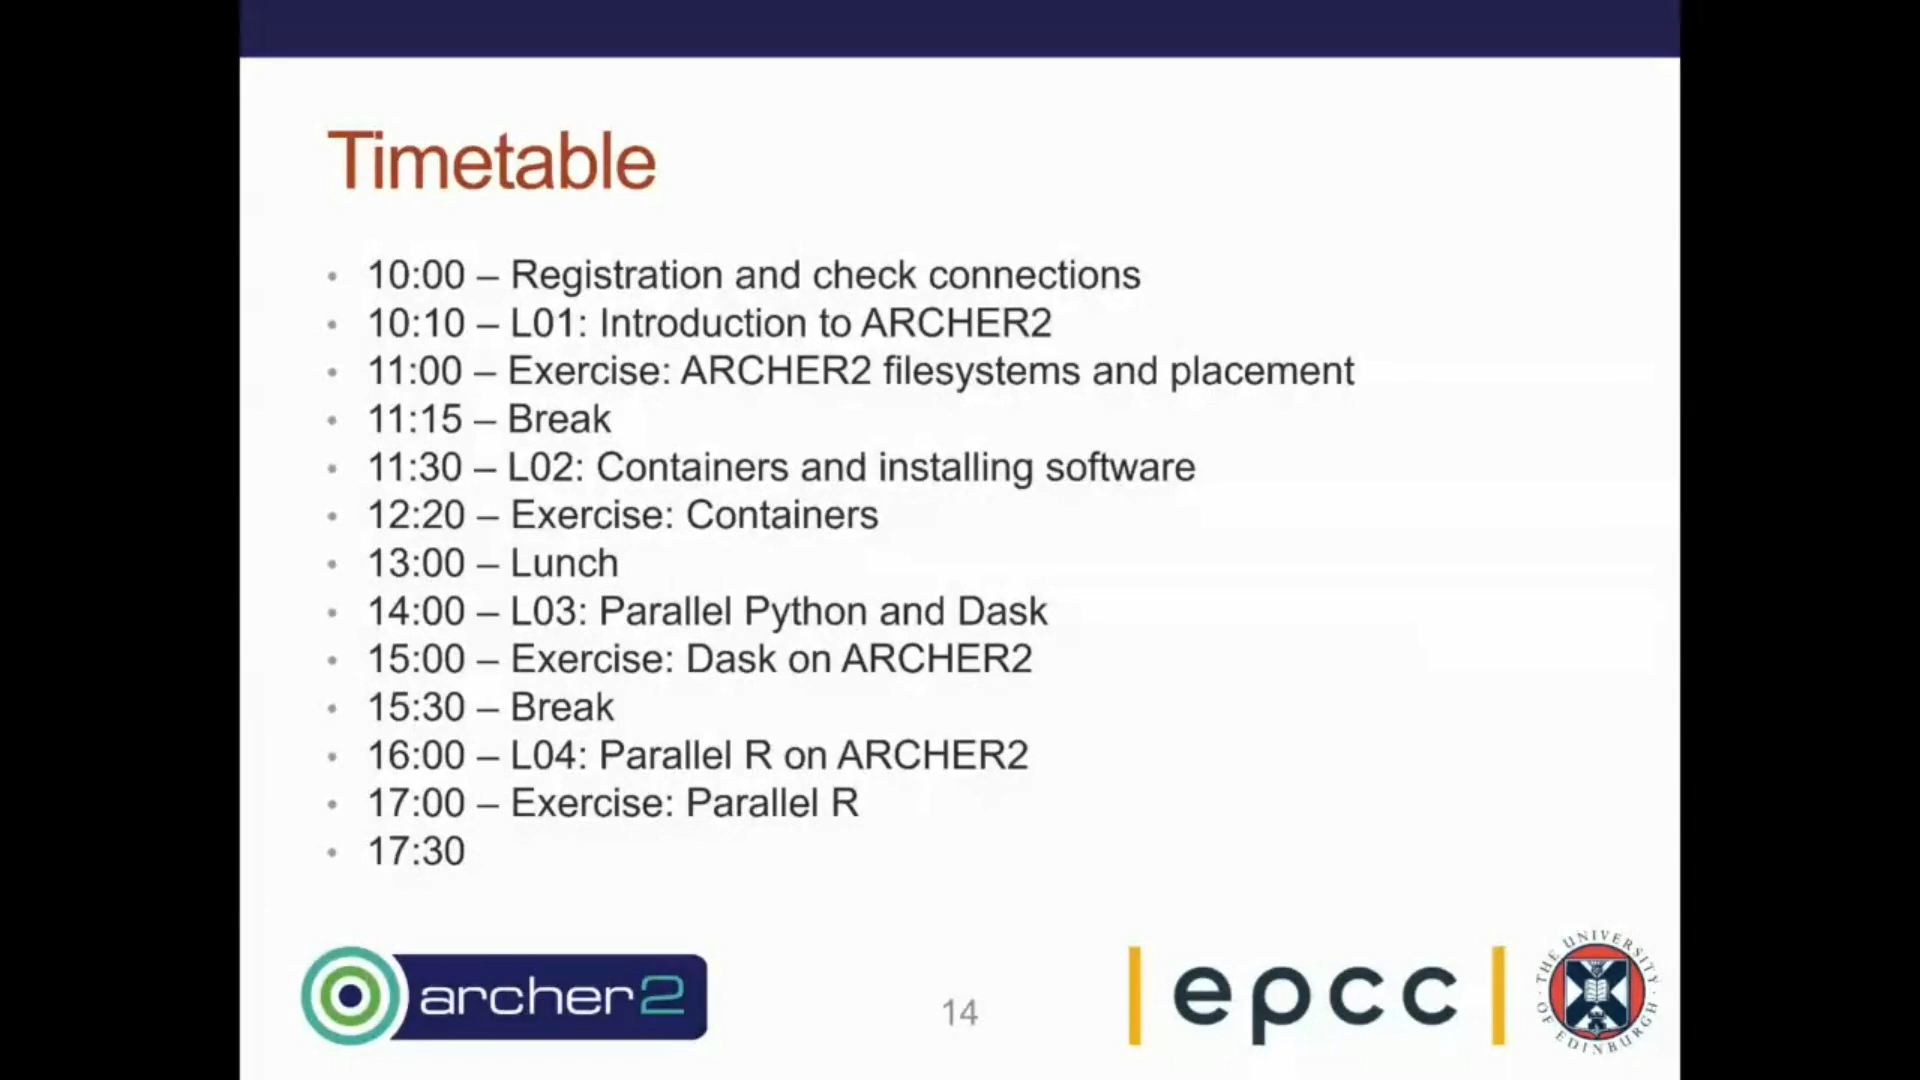 Timetable
10:00 – Registration and check connections
10:10 – L01: Introduction to ARCHER2
11:00 – Exercise: ARCHER2 filesystems and placement
11:15 – Break
11:30 – L02: Containers and installing software
12:20 – Exercise: Containers
13:00 – Lunch
14:00 – L03: Parallel Python and Dask
15:00 – Exercise: Dask on ARCHER2
15:30 – Break
16:00 – L04: Parallel R on ARCHER2
17:00 – Exercise: Parallel R
17:30
archer2
14
epcc
THE UNIVERSITY OF EDINBURGH